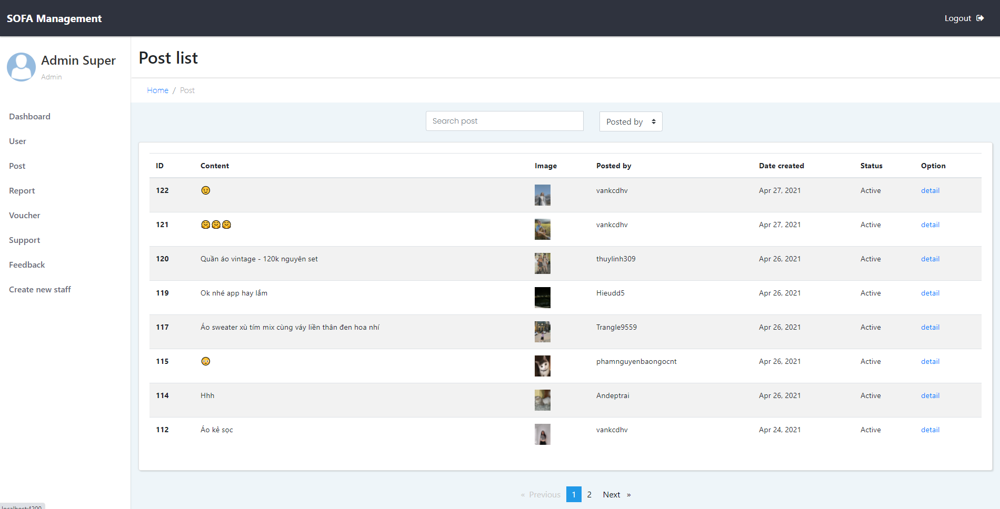 SOFA Management
Logout
Admin Super
Admin
Dashboard
User
Post
Report
Voucher
Support
Feedback
Create new staff
Post list
Home / Post
Search post
Posted by
ID Content Image Posted by Date created Status Option
122 😉 vankcdhv Apr 27, 2021 Active detail
121 🤗🤗🤗 vankcdhv Apr 27, 2021 Active detail
120 Quần áo vintage - 120k nguyên set thuylinh309 Apr 26, 2021 Active detail
119 Ok nhé app hay lắm Hieudd5 Apr 26, 2021 Active detail
117 Áo sweater xù tím mix cùng váy liền thân đen hoa nhí Trangle9559 Apr 26, 2021 Active detail
115 😳 phamnguyenbaongocnt Apr 26, 2021 Active detail
114 Hhh Andeptrai Apr 26, 2021 Active detail
112 Áo kẻ sọc vankcdhv Apr 24, 2021 Active detail
« Previous 1 2 Next »
localhost:4200